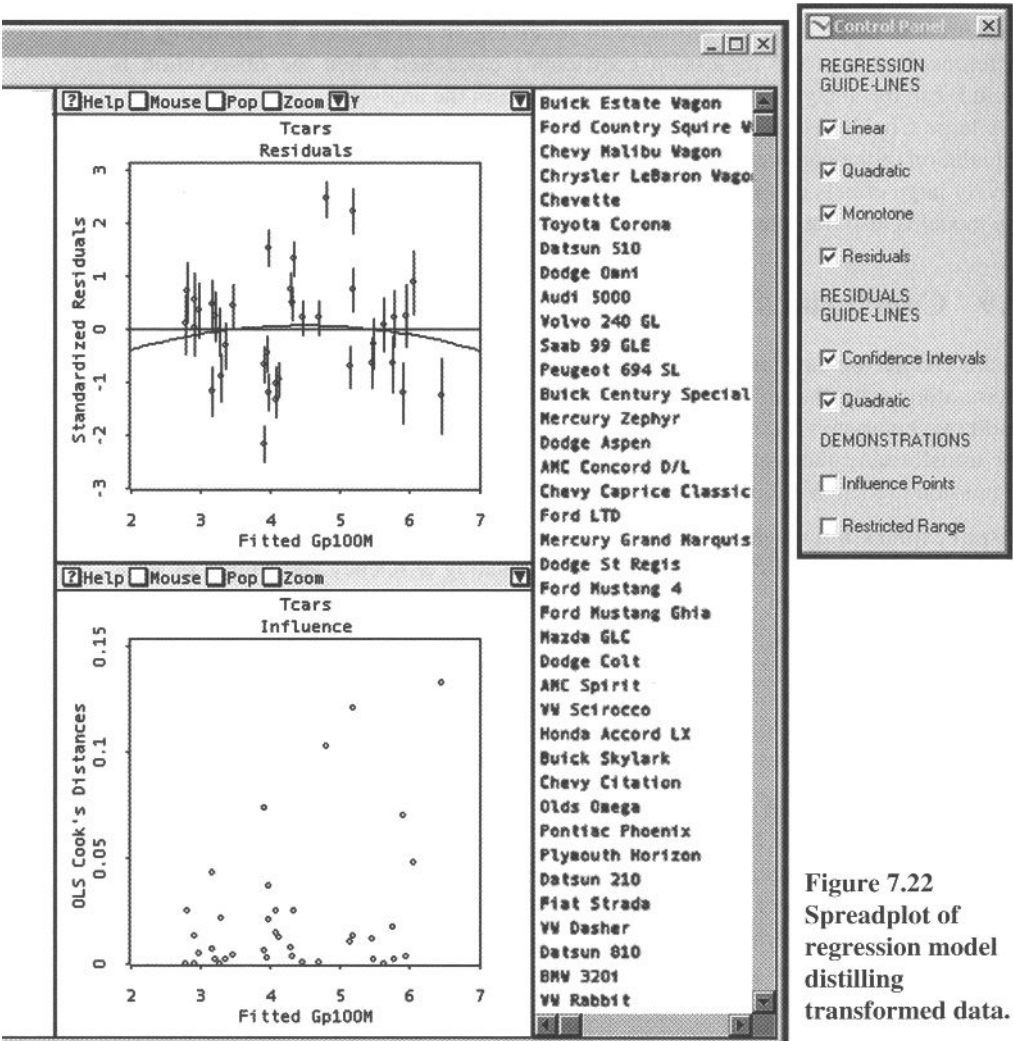 ?Help Mouse Pop Zoom Y
Tcars
Residuals
Standardized Residuals
3
2
1
0
-1
-2
-3
2 3 4 5 6 7
Fitted Gp100M
?Help Mouse Pop Zoom
Tcars
Influence
OLS Cook's Distances
0.15
0.1
0.05
0
2 3 4 5 6 7
Fitted Gp100M
Buick Estate Wagon
Ford Country Squire W
Chevy Malibu Wagon
Chrysler LeBaron Wago
Chevette
Toyota Corona
Datsun 510
Dodge Omni
Audi 5000
Volvo 240 GL
Saab 99 GLE
Peugeot 694 SL
Buick Century Special
Mercury Zephyr
Dodge Aspen
AMC Concord D/L
Chevy Caprice Classic
Ford LTD
Mercury Grand Marquis
Dodge St Regis
Ford Mustang 4
Ford Mustang Ghia
Mazda GLC
Dodge Colt
AMC Spirit
VW Scirocco
Honda Accord LX
Buick Skylark
Chevy Citation
Olds Omega
Pontiac Phoenix
Plymouth Horizon
Datsun 210
Fiat Strada
VW Dasher
Datsun 810
BMW 320i
VW Rabbit
Control Panel
REGRESSION
GUIDE-LINES
Linear
Quadratic
Monotone
Residuals
RESIDUALS
GUIDE-LINES
Confidence Intervals
Quadratic
DEMONSTRATIONS
Influence Points
Restricted Range
Figure 7.22
Spreadplot of
regression model
distilling
transformed data.